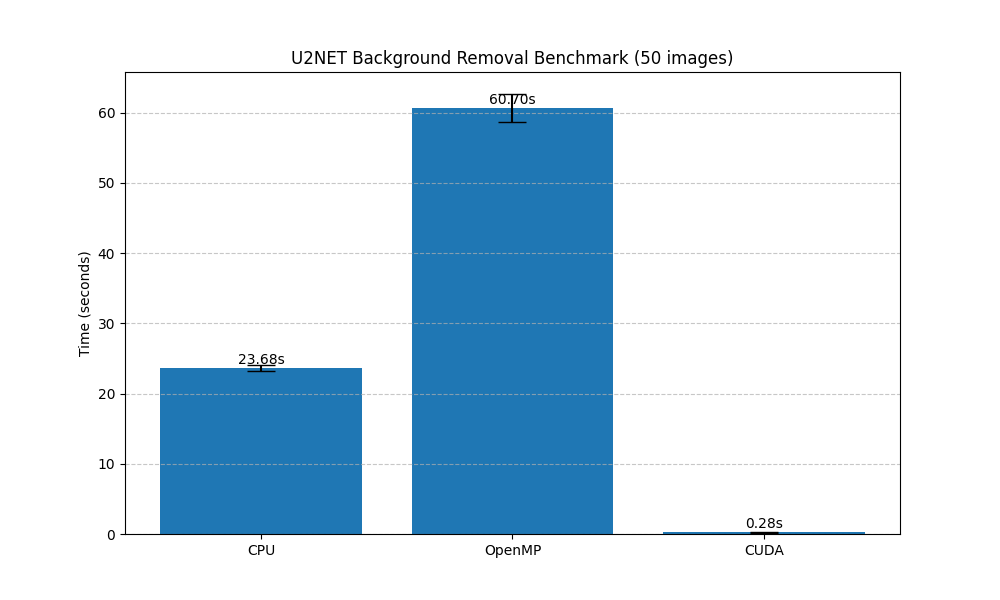 U2NET Background Removal Benchmark (50 images)
Time (seconds)
60
50
40
30
20
10
0
23.68s
60.70s
0.28s
CPU
OpenMP
CUDA